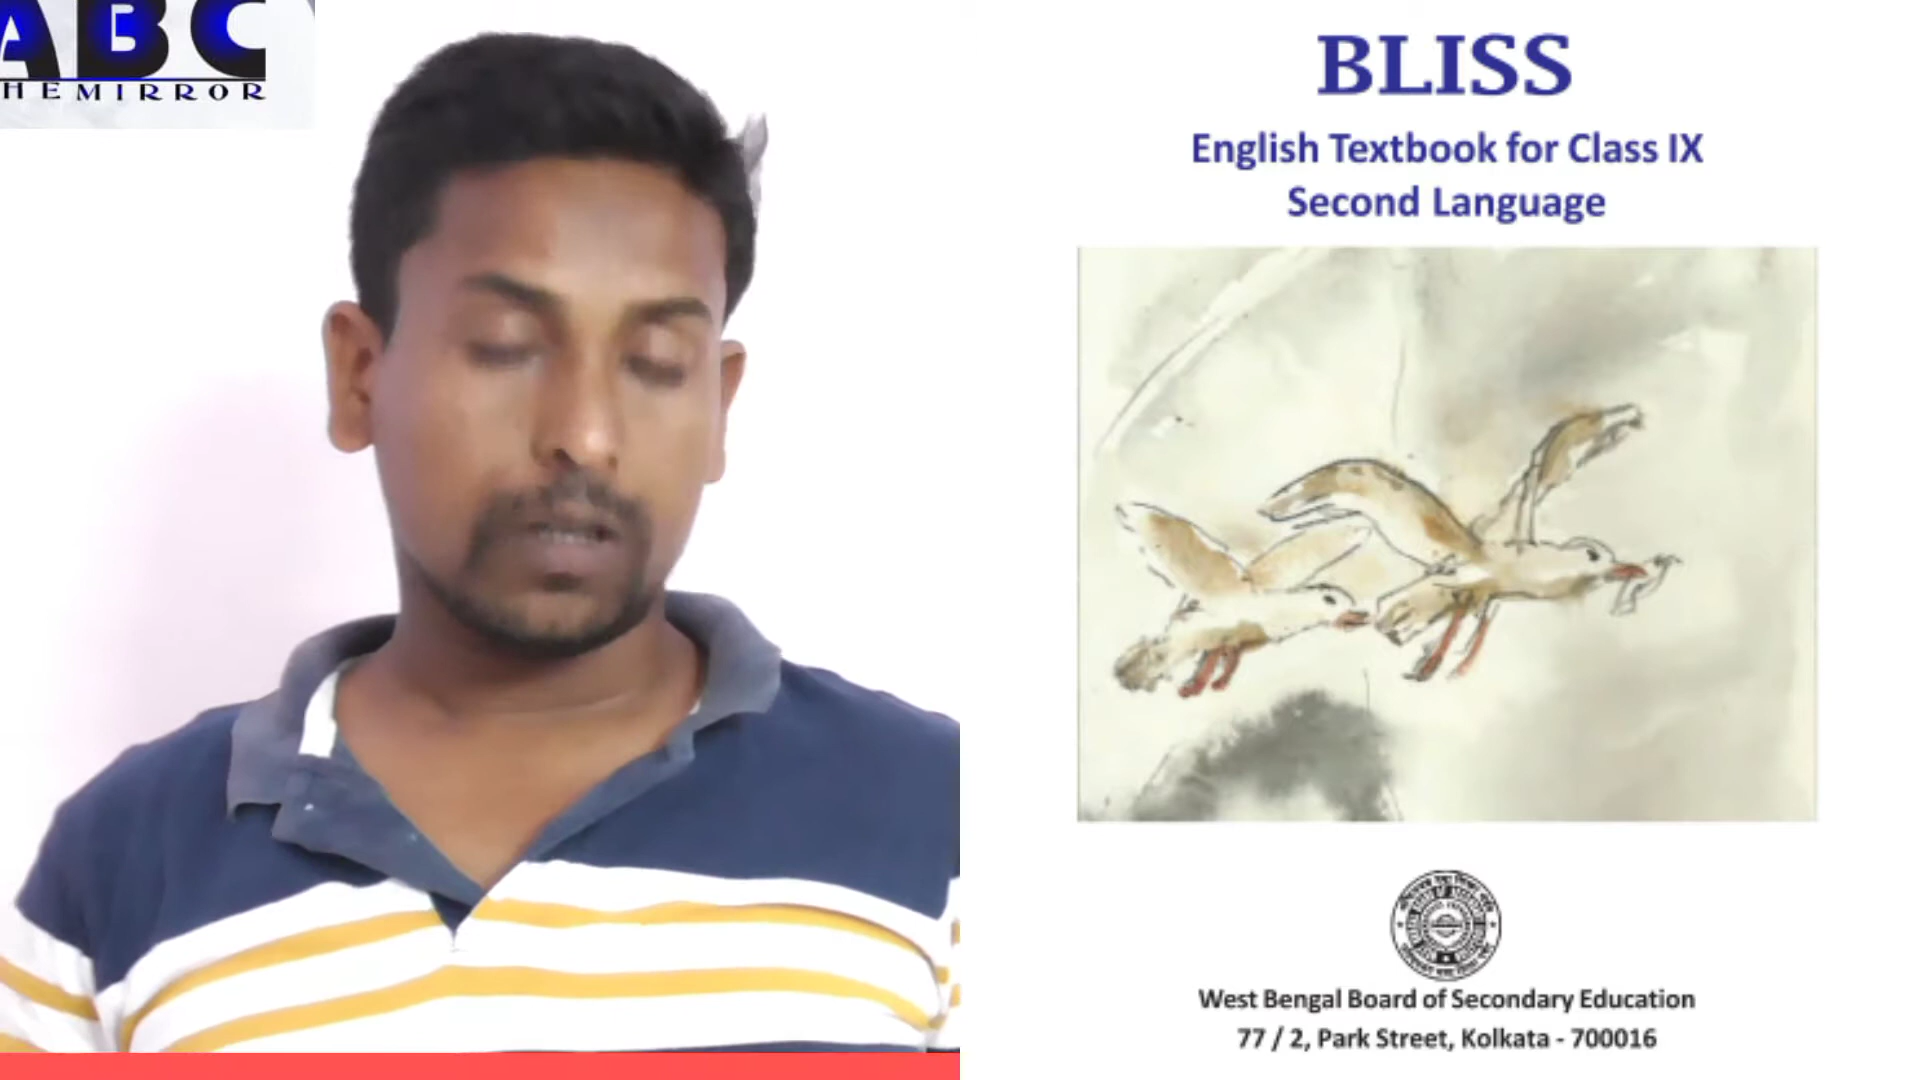 ABC
HEMIRROR
BLISS
English Textbook for Class IX
Second Language
West Bengal Board of Secondary Education
77 / 2, Park Street, Kolkata - 700016